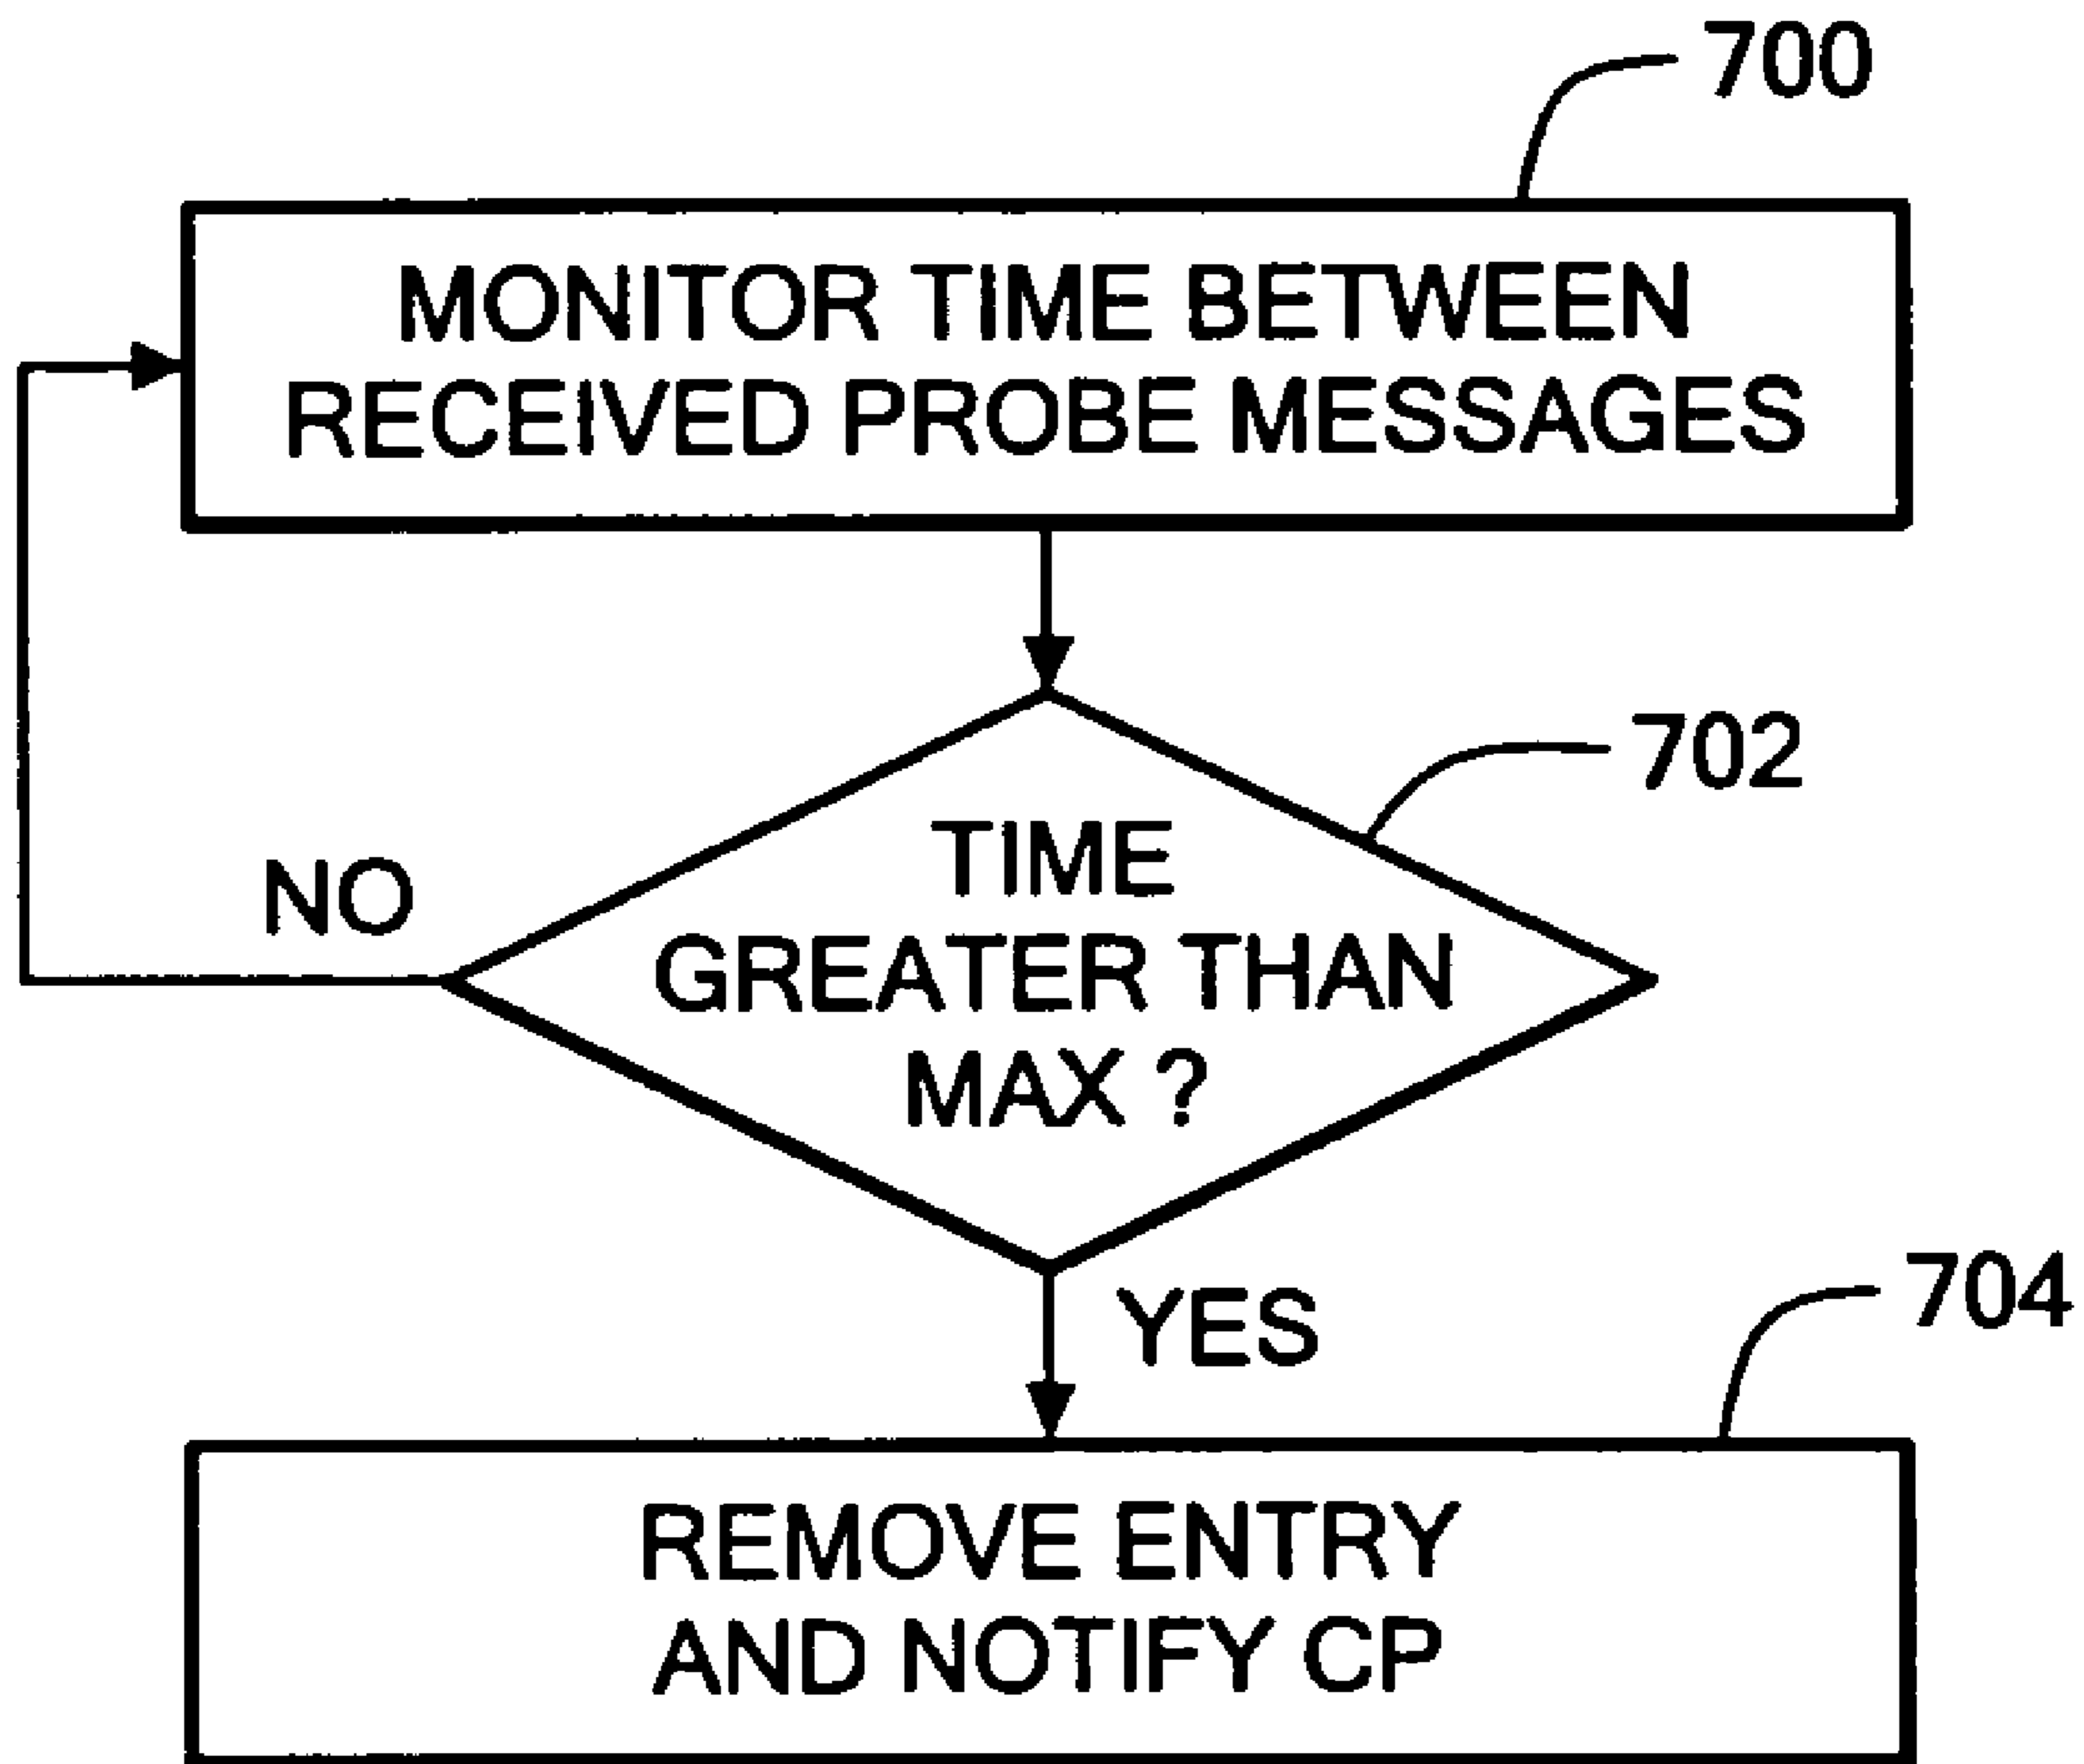 700
MONITOR TIME BETWEEN
RECEIVED PROBE MESSAGES
702
TIME
GREATER THAN
MAX ?
NO
YES
704
REMOVE ENTRY
AND NOTIFY CP